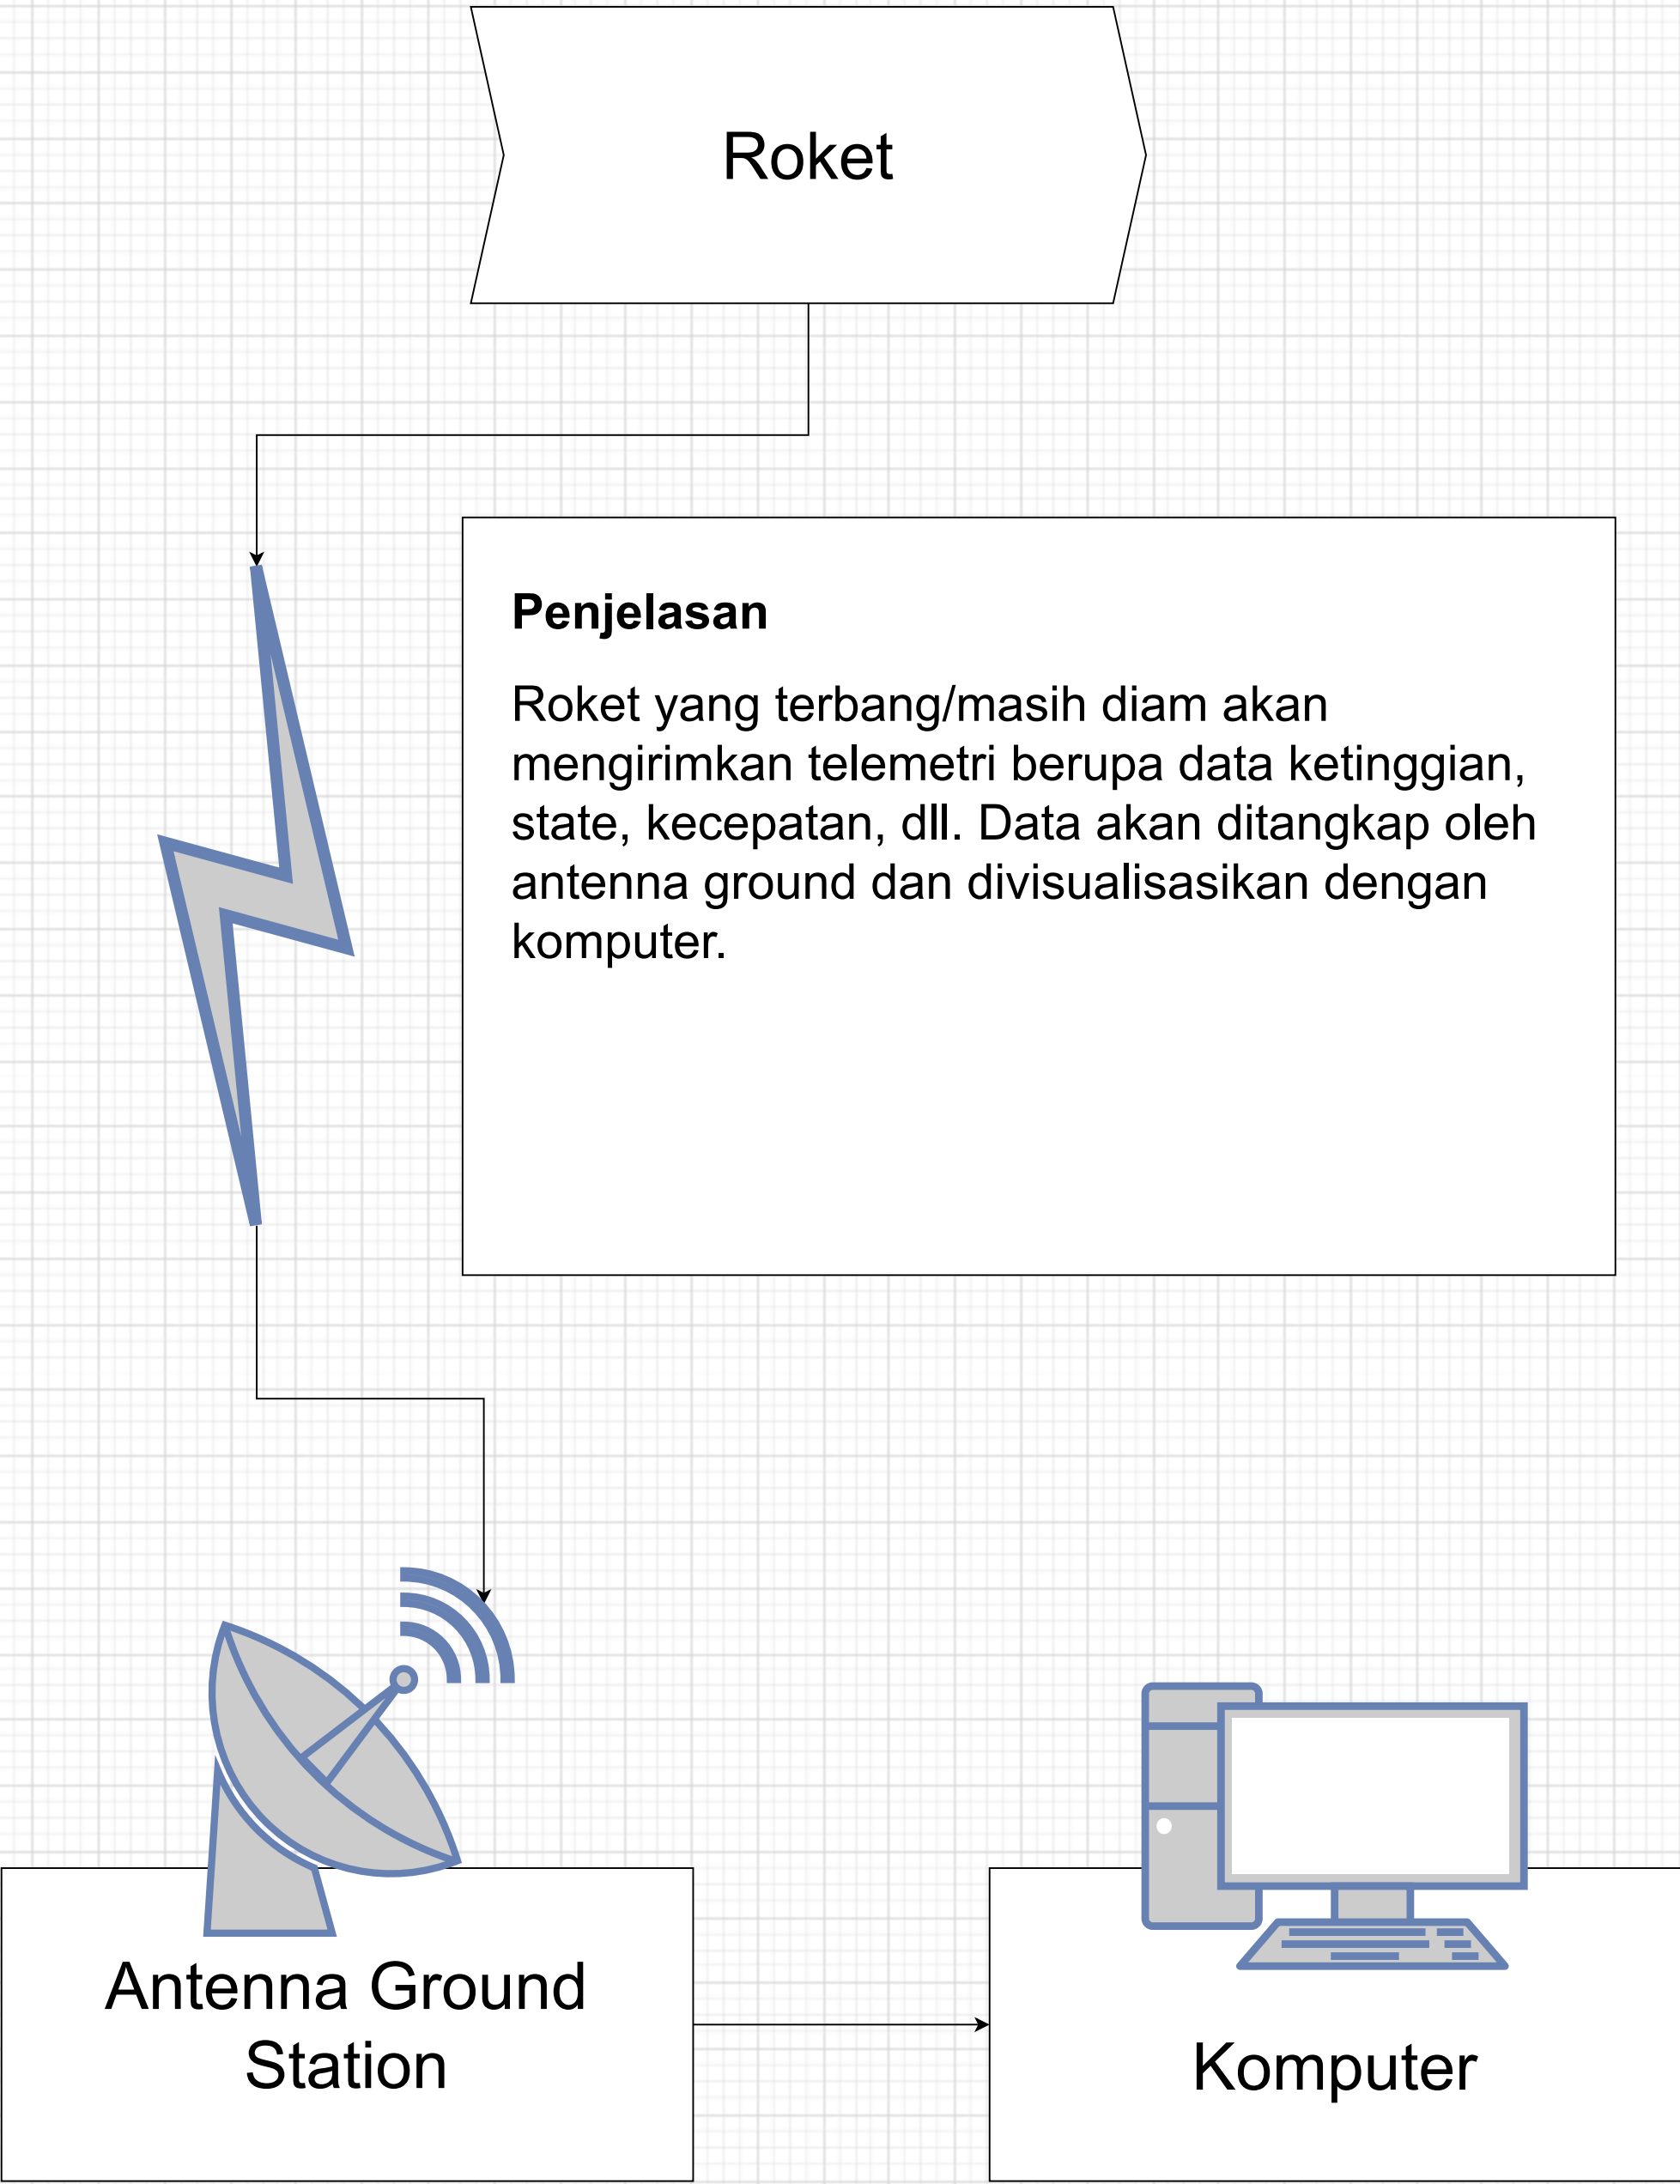 Roket
Penjelasan
Roket yang terbang/masih diam akan
mengirimkan telemetri berupa data ketinggian,
state, kecepatan, dll. Data akan ditangkap oleh
antenna ground dan divisualisasikan dengan
komputer.
Antenna Ground
Station
Komputer